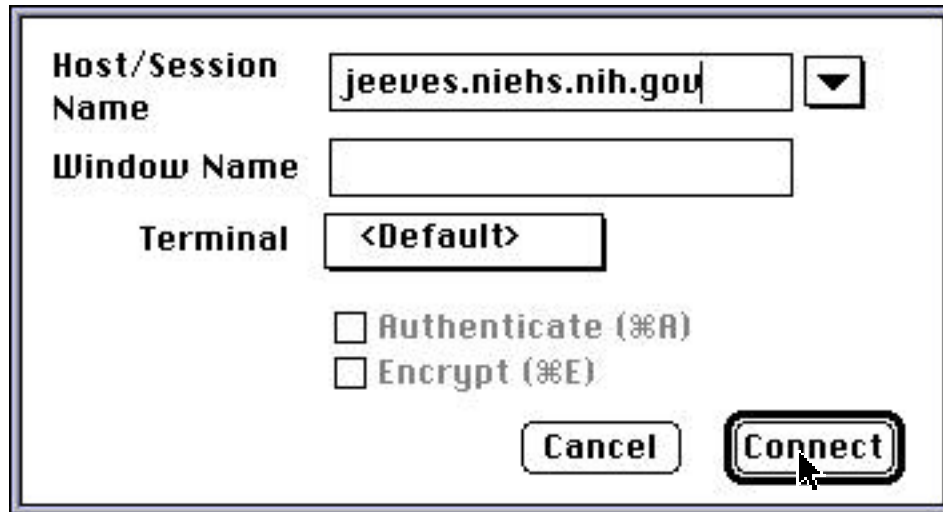 Host/Session
Name
jeeves.niehs.nih.gov
Window Name
Terminal
<Default>
Authenticate (⌘A)
Encrypt (⌘E)
Cancel
Connect